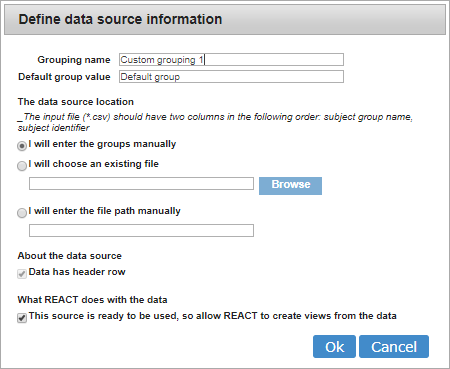 Define data source information
Grouping name Custom grouping 1
Default group value Default group
The data source location
_The input file (*.csv) should have two columns in the following order: subject group name,
subject identifier
I will enter the groups manually
I will choose an existing file
Browse
I will enter the file path manually
About the data source
Data has header row
What REACT does with the data
This source is ready to be used, so allow REACT to create views from the data
Ok Cancel